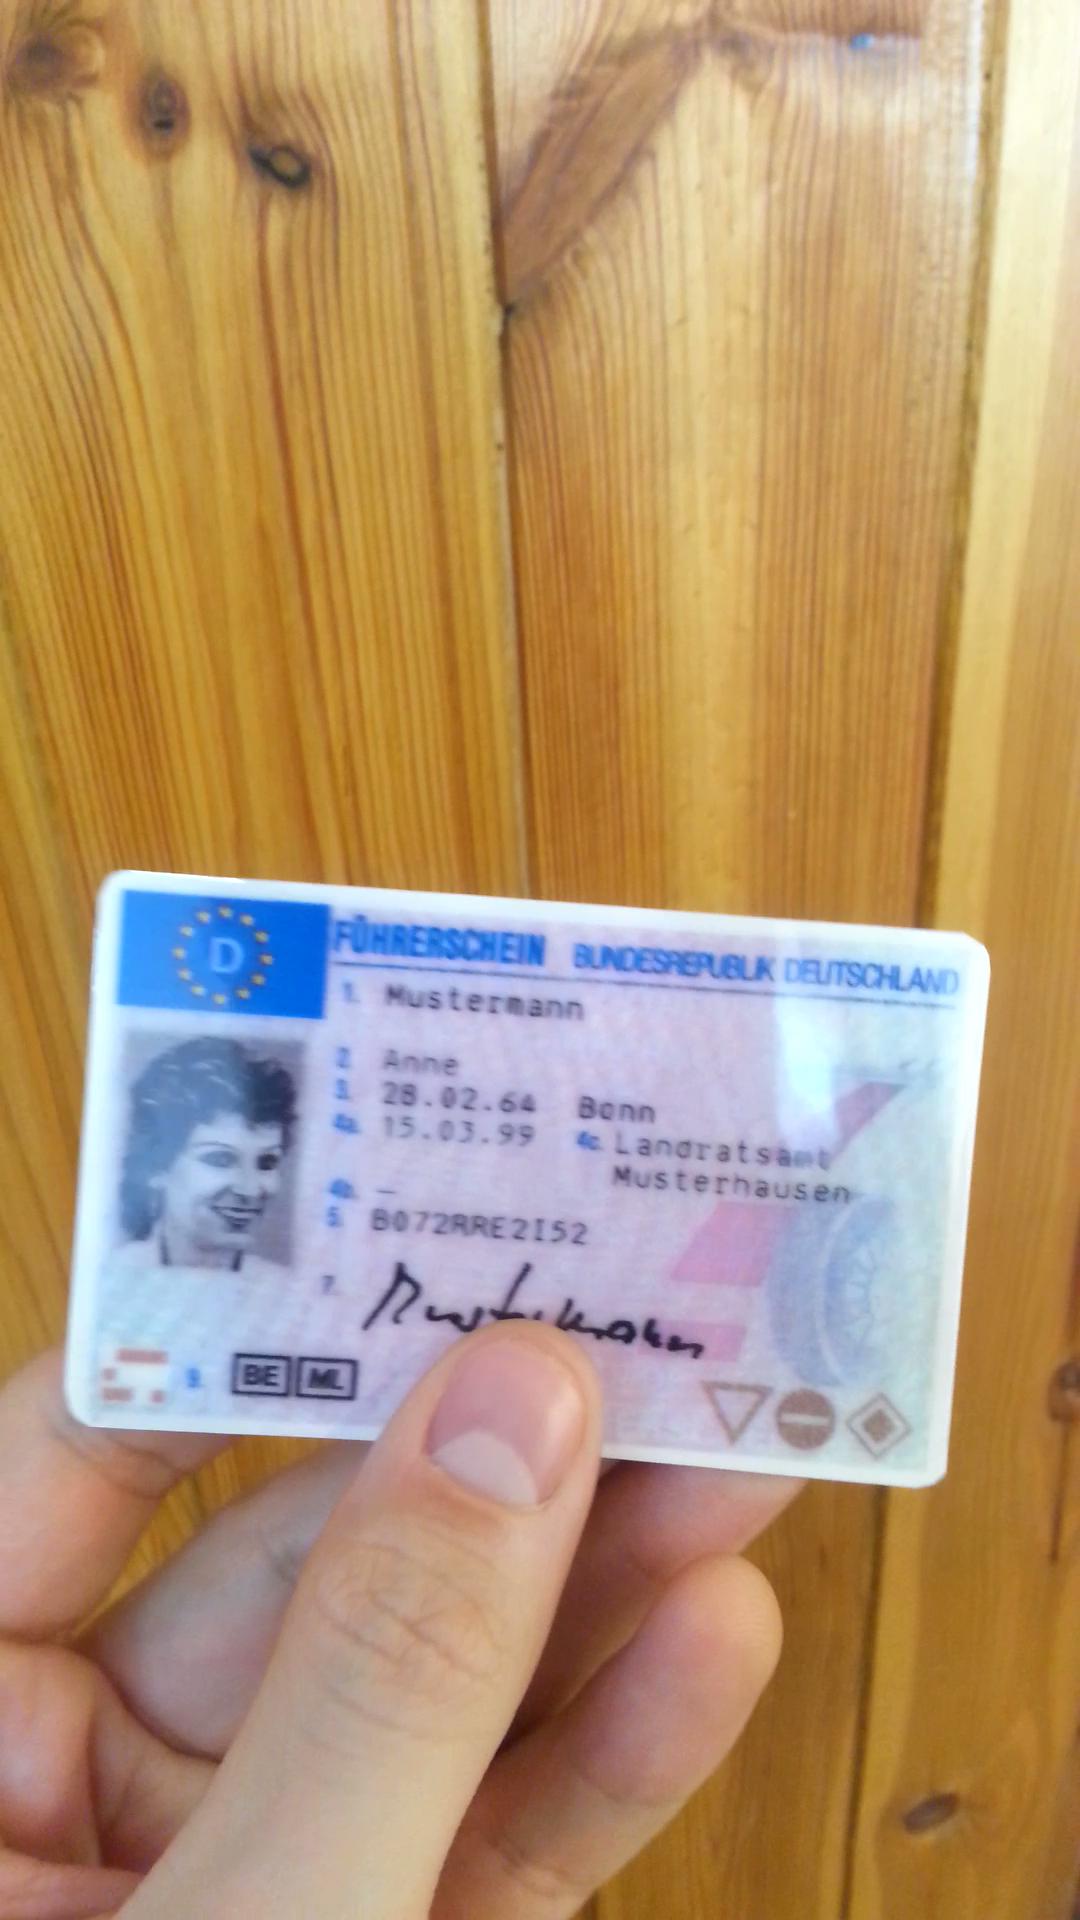 D
FÜHRERSCHEIN BUNDESREPUBLIK DEUTSCHLAND
1. Mustermann
2. Anne
3. 28.02.64 Bonn
4a. 15.03.99 4c. Landratsamt
Musterhausen
4b. —
5. B072RRE2I52
7. Mustermann
9. BE ML